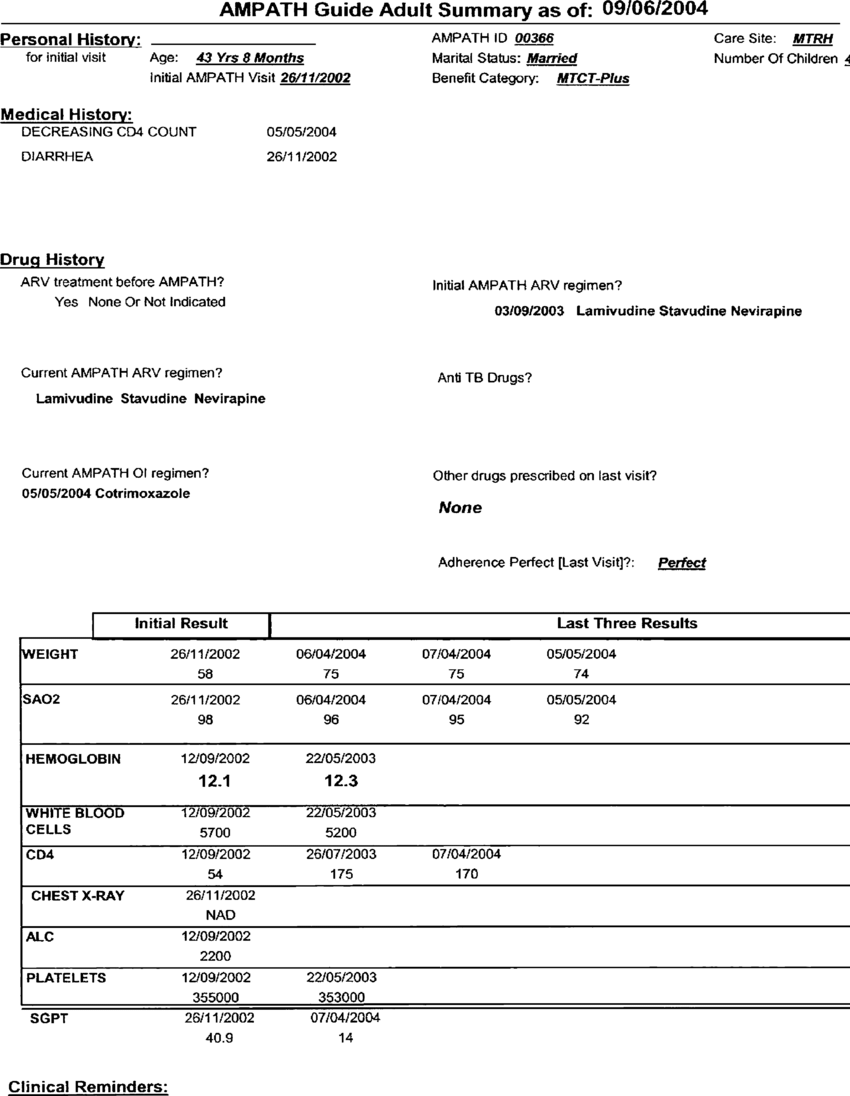 AMPATH Guide Adult Summary as of: 09/06/2004
Personal History: AMPATH ID 00366 Care Site: MTRH
for initial visit Age: 43 Yrs 8 Months Marital Status: Married Number Of Children
Initial AMPATH Visit 26/11/2002 Benefit Category: MTCT-Plus
Medical History:
DECREASING CD4 COUNT 05/05/2004
DIARRHEA 26/11/2002
Drug History
ARV treatment before AMPATH? Initial AMPATH ARV regimen?
Yes None Or Not Indicated
03/09/2003 Lamivudine Stavudine Nevirapine
Current AMPATH ARV regimen? Anti TB Drugs?
Lamivudine Stavudine Nevirapine
Current AMPATH OI regimen? Other drugs prescribed on last visit?
05/05/2004 Cotrimoxazole
None
Adherence Perfect [Last Visit]?: Perfect
Initial Result Last Three Results
WEIGHT 26/11/2002 06/04/2004 07/04/2004 05/05/2004
58 75 75 74
SAO2 26/11/2002 06/04/2004 07/04/2004 05/05/2004
98 96 95 92
HEMOGLOBIN 12/09/2002 22/05/2003
12.1 12.3
WHITE BLOOD 12/09/2002 22/05/2003
CELLS 5700 5200
CD4 12/09/2002 26/07/2003 07/04/2004
54 175 170
CHEST X-RAY 26/11/2002
NAD
ALC 12/09/2002
2200
PLATELETS 12/09/2002 22/05/2003
355000 353000
SGPT 26/11/2002 07/04/2004
40.9 14
Clinical Reminders: